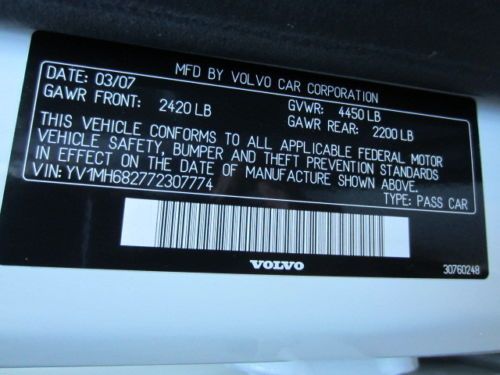 MFD BY VOLVO CAR CORPORATION
DATE: 03/07
GVWR: 4450 LB
GAWR FRONT: 2420 LB
GAWR REAR: 2200 LB
THIS VEHICLE CONFORMS TO ALL APPLICABLE FEDERAL MOTOR
VEHICLE SAFETY, BUMPER AND THEFT PREVENTION STANDARDS
IN EFFECT ON THE DATE OF MANUFACTURE SHOWN ABOVE.
VIN: YV1MH682772307774
TYPE: PASS CAR
VOLVO
30760248